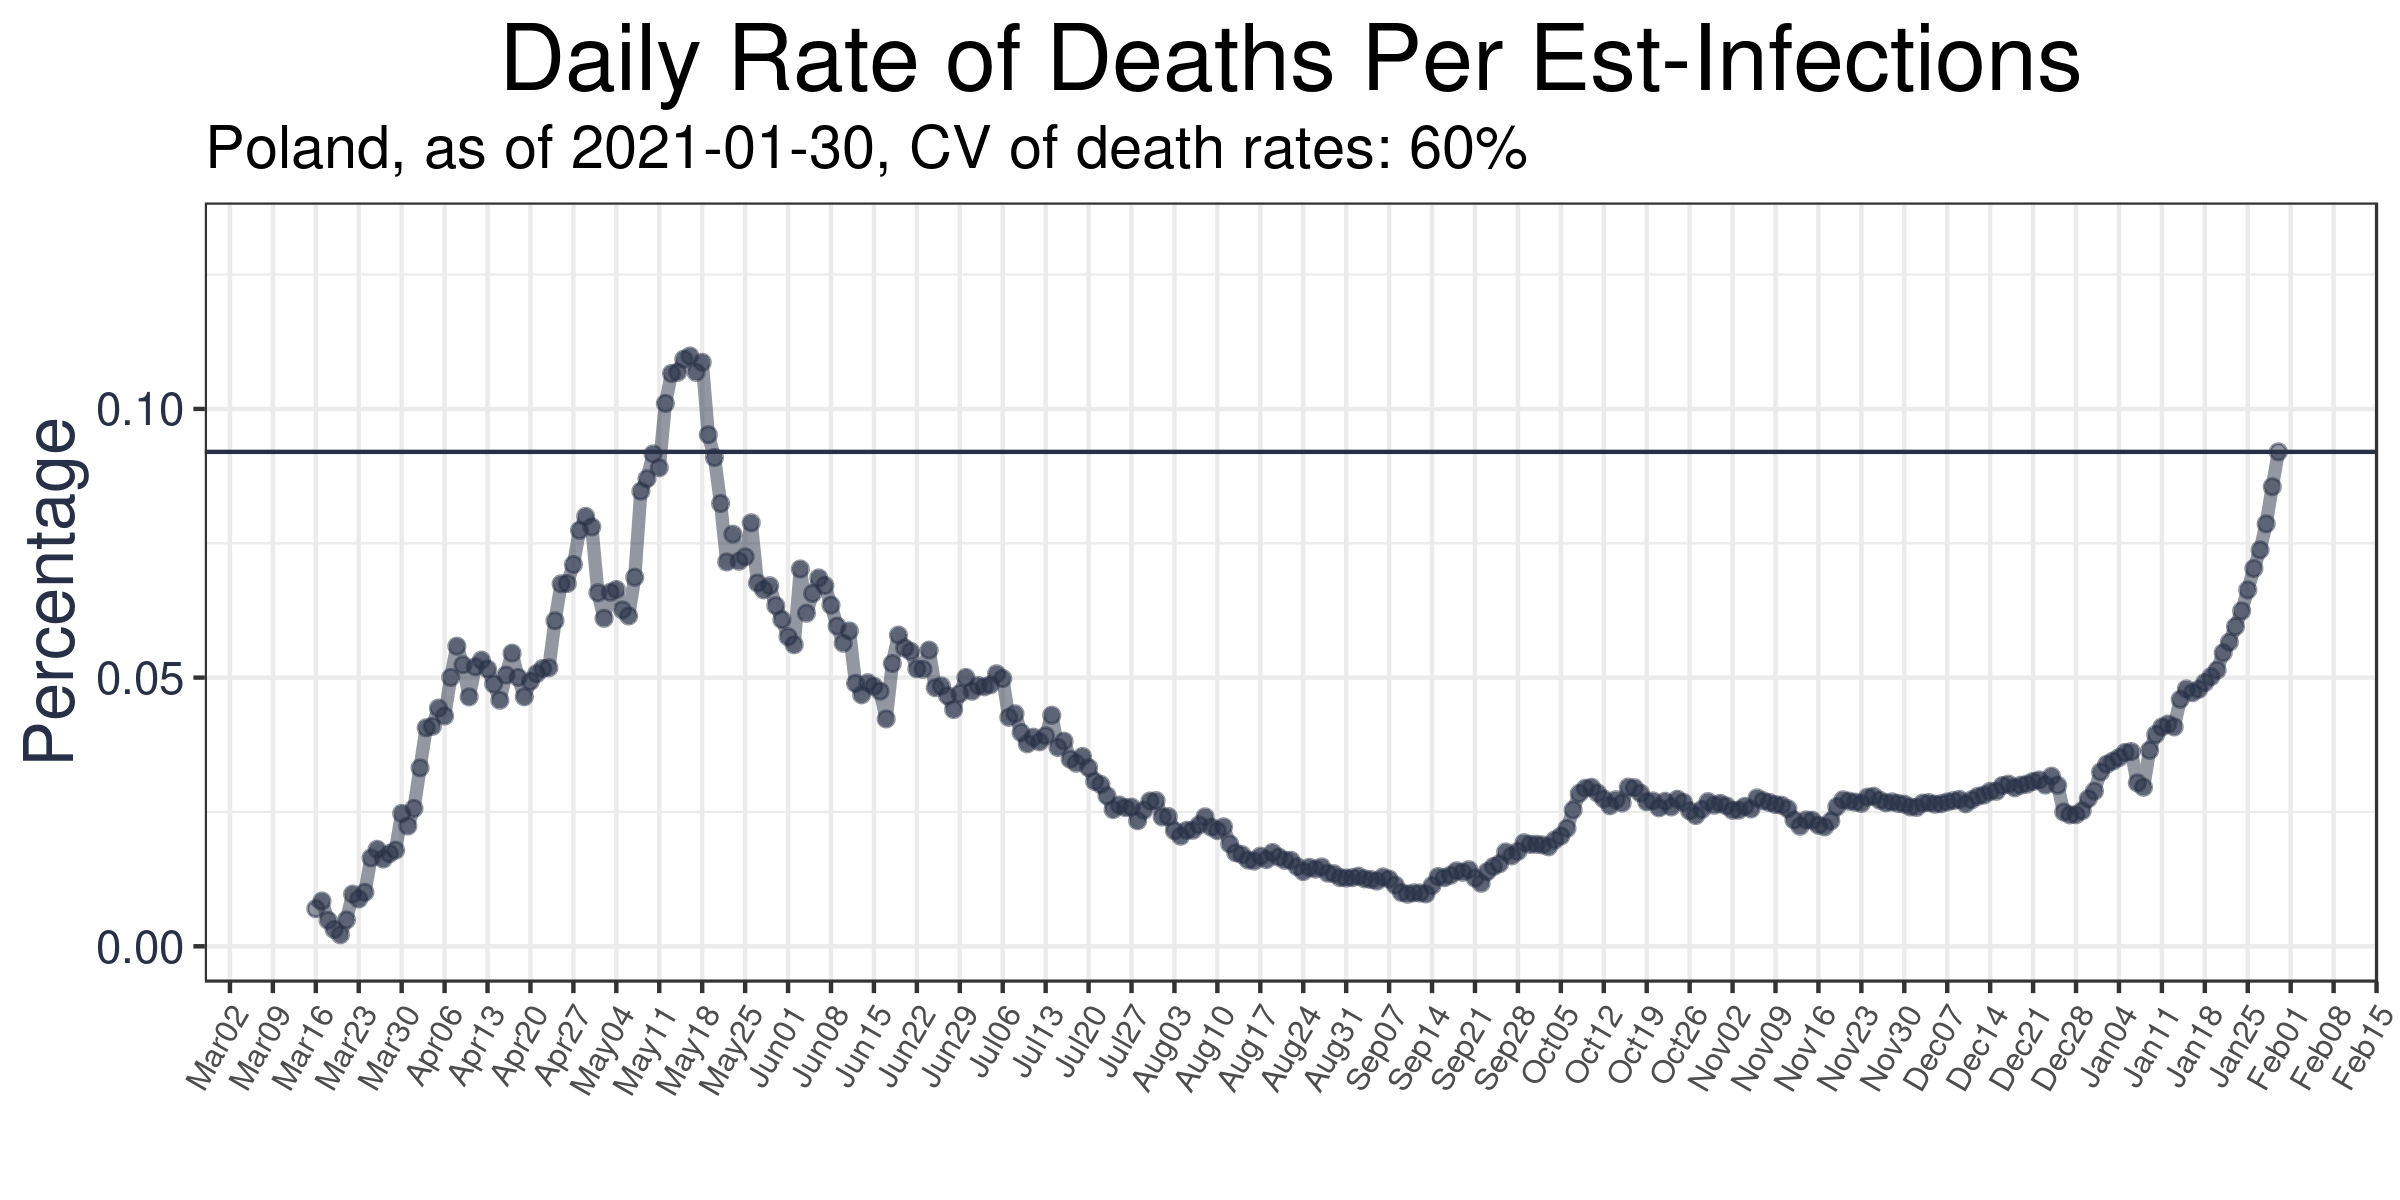 Daily Rate of Deaths Per Est-Infections
Poland, as of 2021-01-30, CV of death rates: 60%
Percentage
0.10
0.05
0.00
Mar02
Mar09
Mar16
Mar23
Mar30
Apr06
Apr13
Apr20
Apr27
May04
May11
May18
May25
Jun01
Jun08
Jun15
Jun22
Jun29
Jul06
Jul13
Jul20
Jul27
Aug03
Aug10
Aug17
Aug24
Aug31
Sep07
Sep14
Sep21
Sep28
Oct05
Oct12
Oct19
Oct26
Nov02
Nov09
Nov16
Nov23
Nov30
Dec07
Dec14
Dec21
Dec28
Jan04
Jan11
Jan18
Jan25
Feb01
Feb08
Feb15